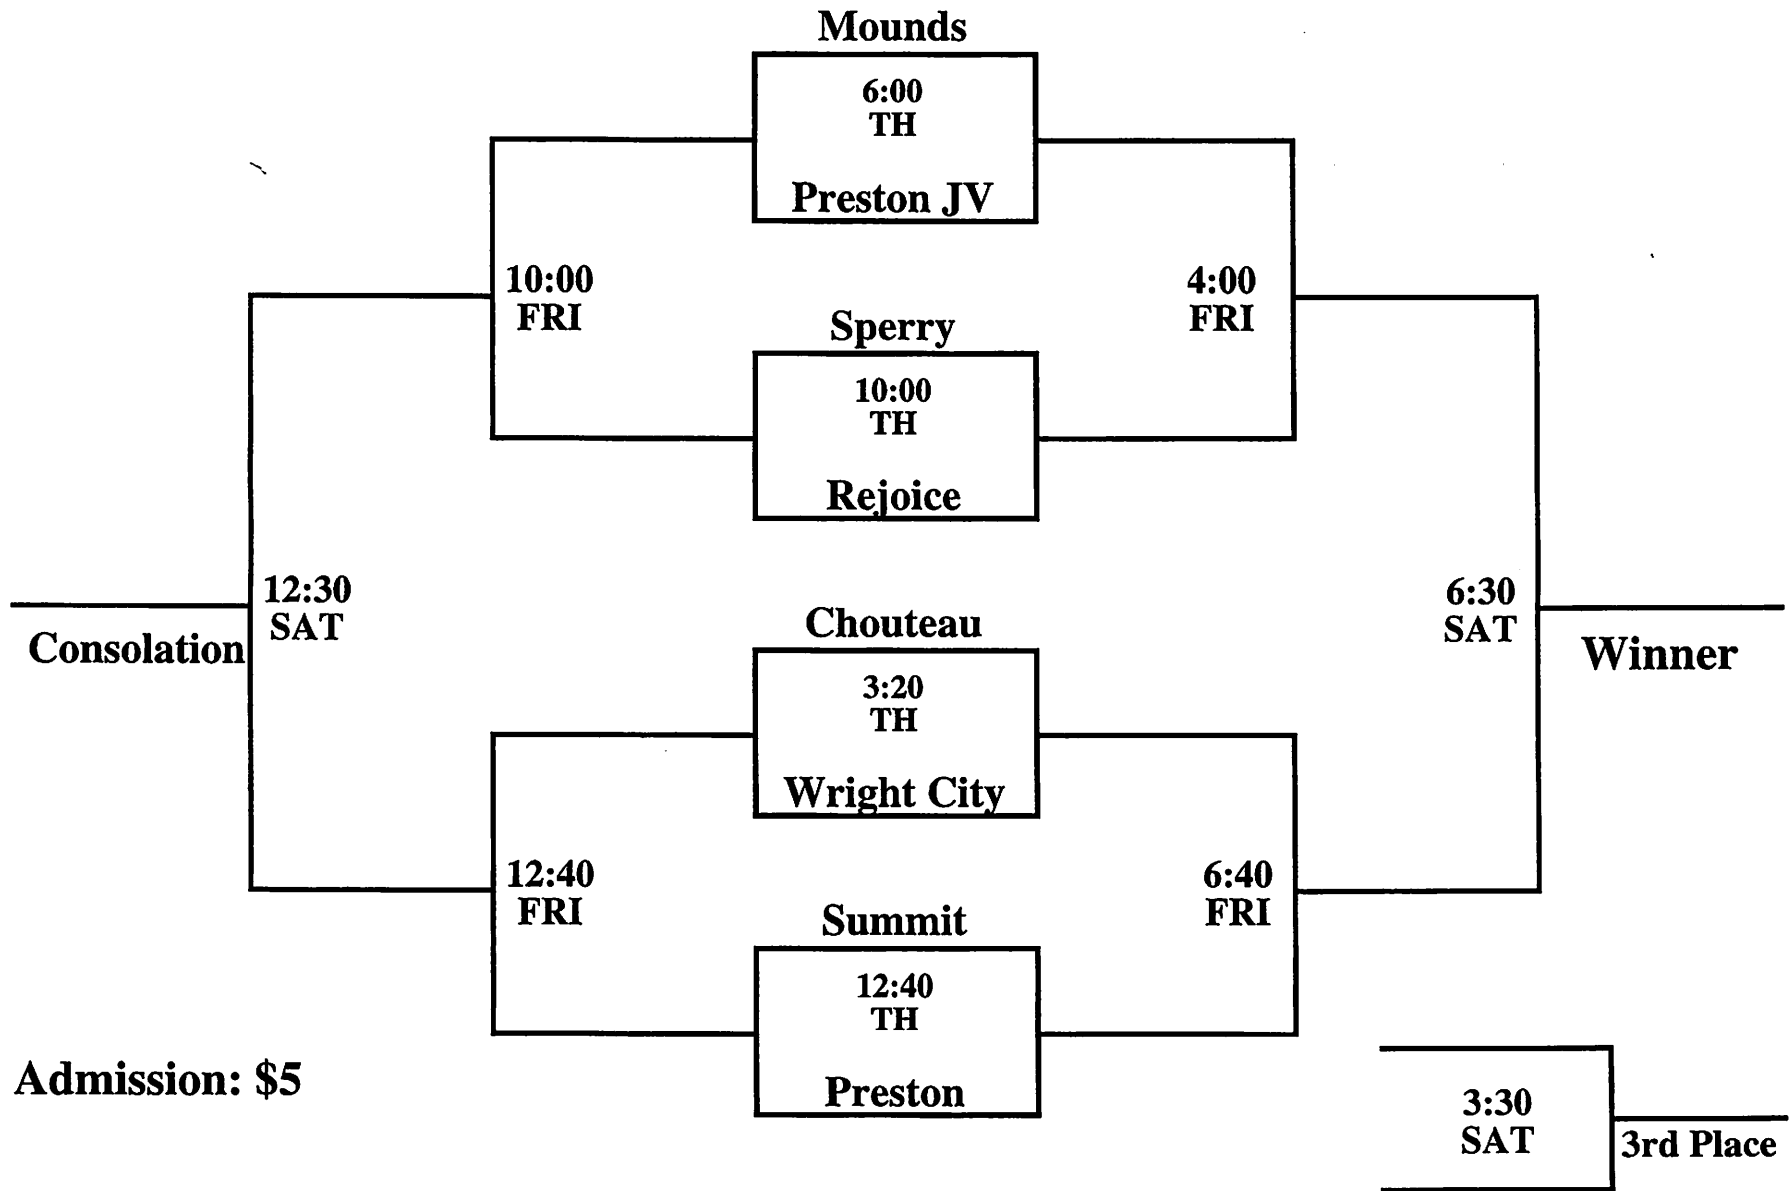 Mounds
6:00
TH
Preston JV
10:00
FRI
4:00
FRI
Sperry
10:00
TH
Rejoice
12:30
SAT
Consolation
6:30
SAT
Winner
Chouteau
3:20
TH
Wright City
12:40
FRI
6:40
FRI
Summit
12:40
TH
Preston
Admission: $5
3:30
SAT
3rd Place